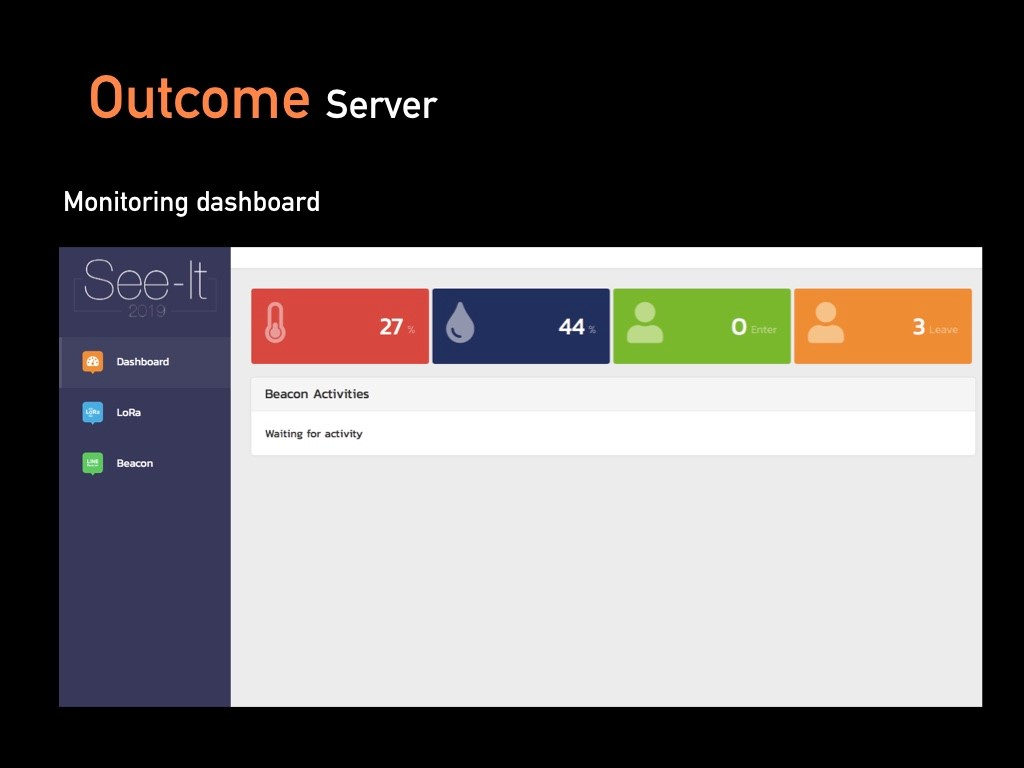 Outcome Server
Monitoring dashboard
See-It
2019
27 %
44 %
0 Enter
3 Leave
Dashboard
LoRa
Beacon
Beacon Activities
Waiting for activity